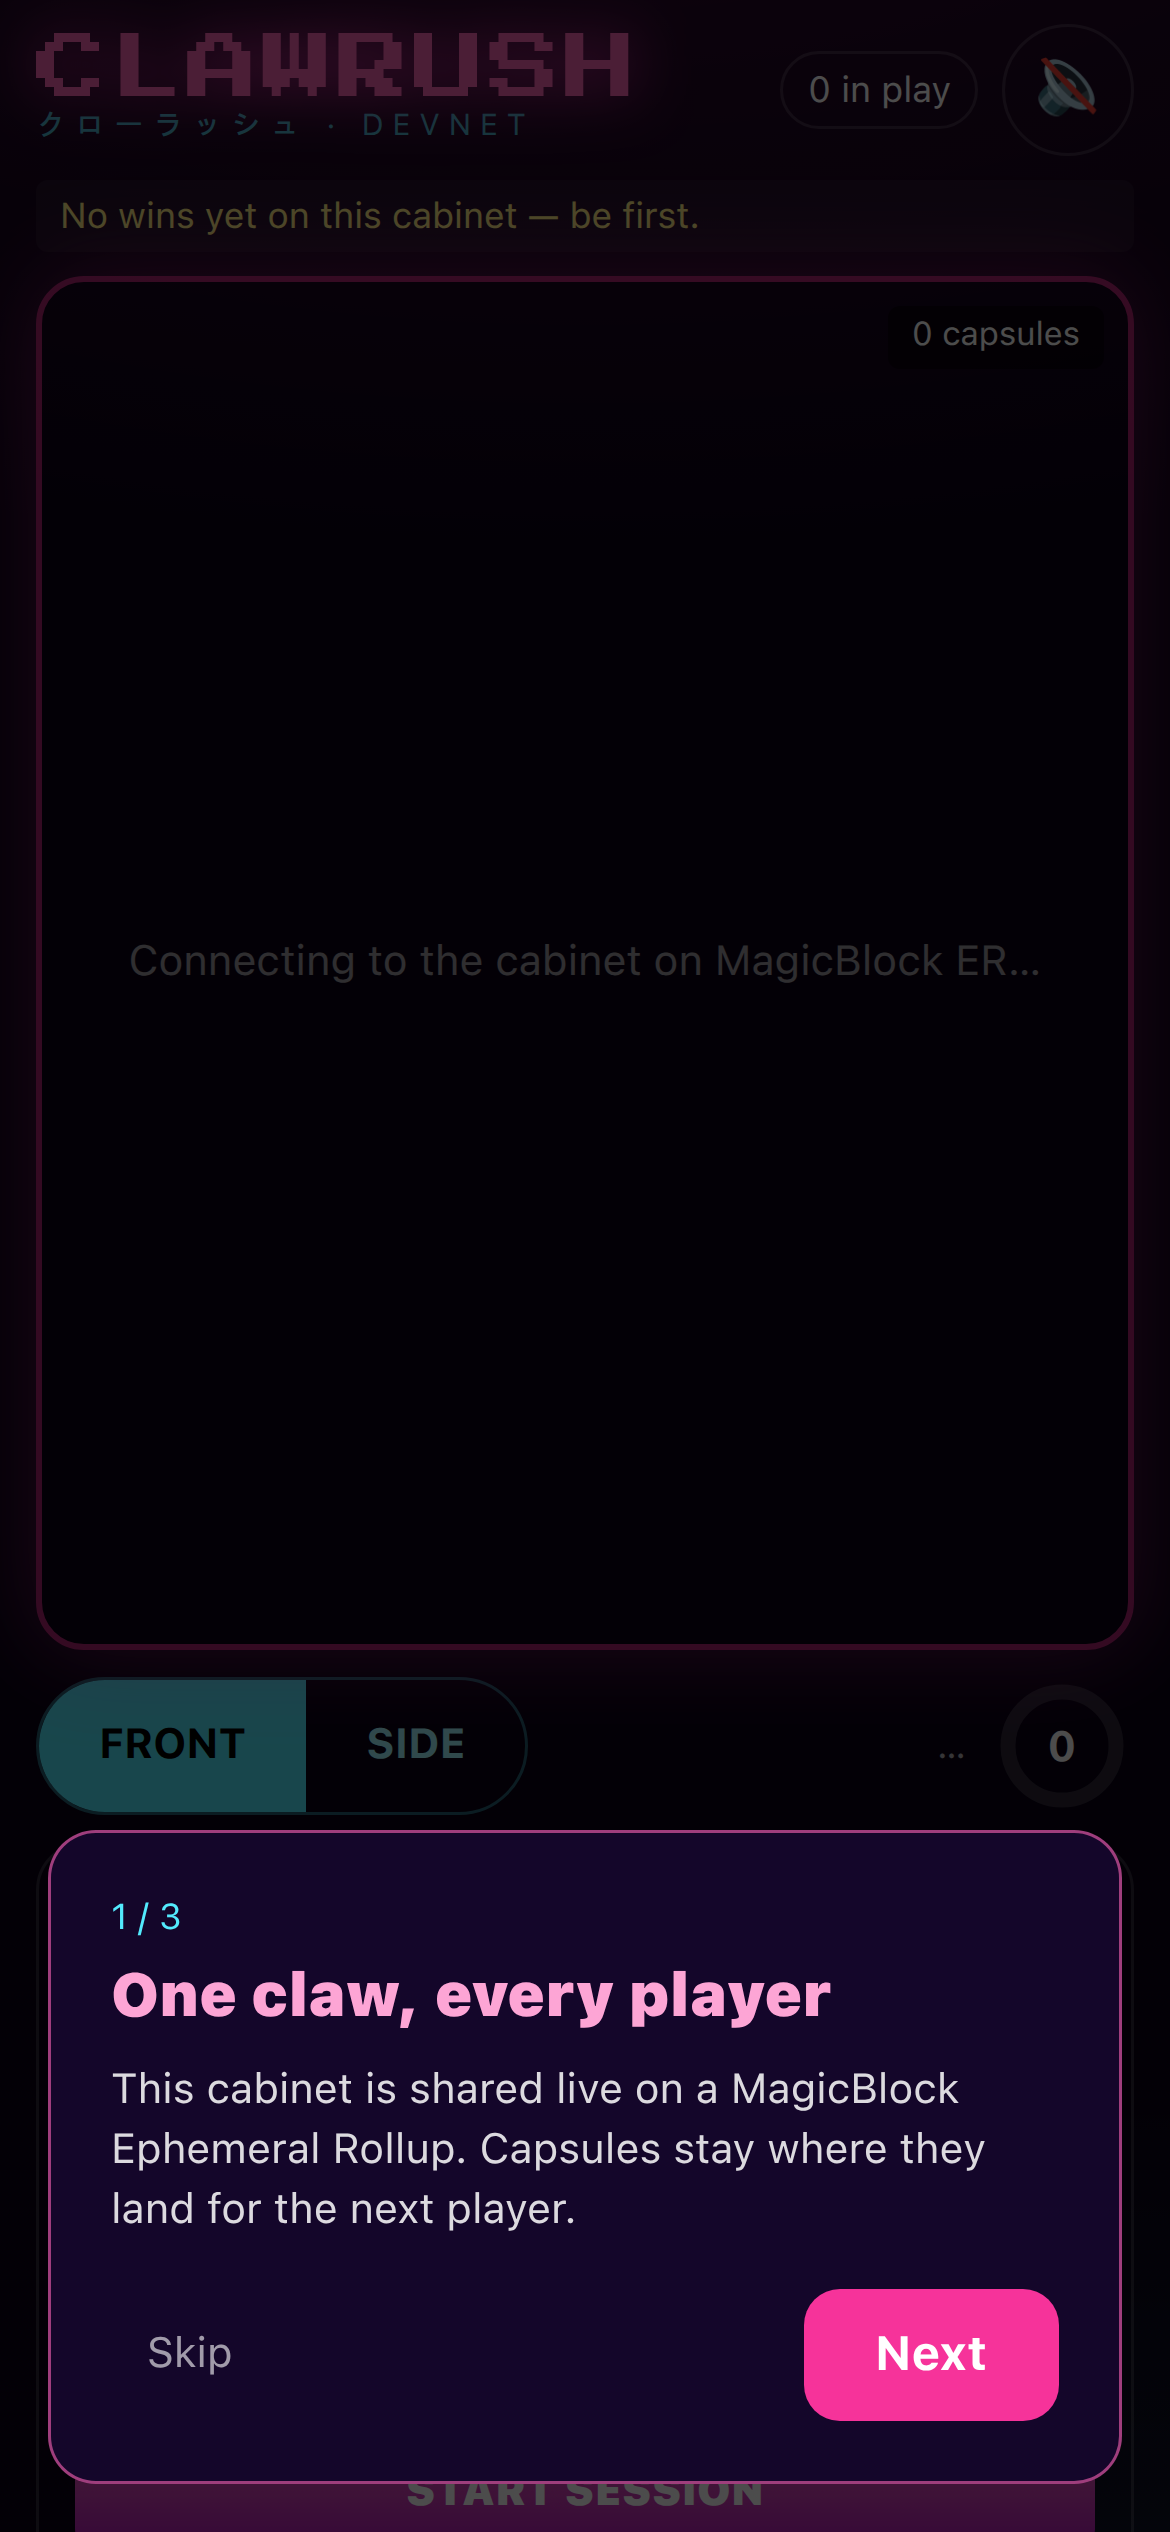 CLAWRUSH
クローラッシュ · DEVNET
0 in play
No wins yet on this cabinet — be first.
0 capsules
Connecting to the cabinet on MagicBlock ER…
FRONT
SIDE
…
0
1 / 3
One claw, every player
This cabinet is shared live on a MagicBlock
Ephemeral Rollup. Capsules stay where they
land for the next player.
Skip
Next
START SESSION